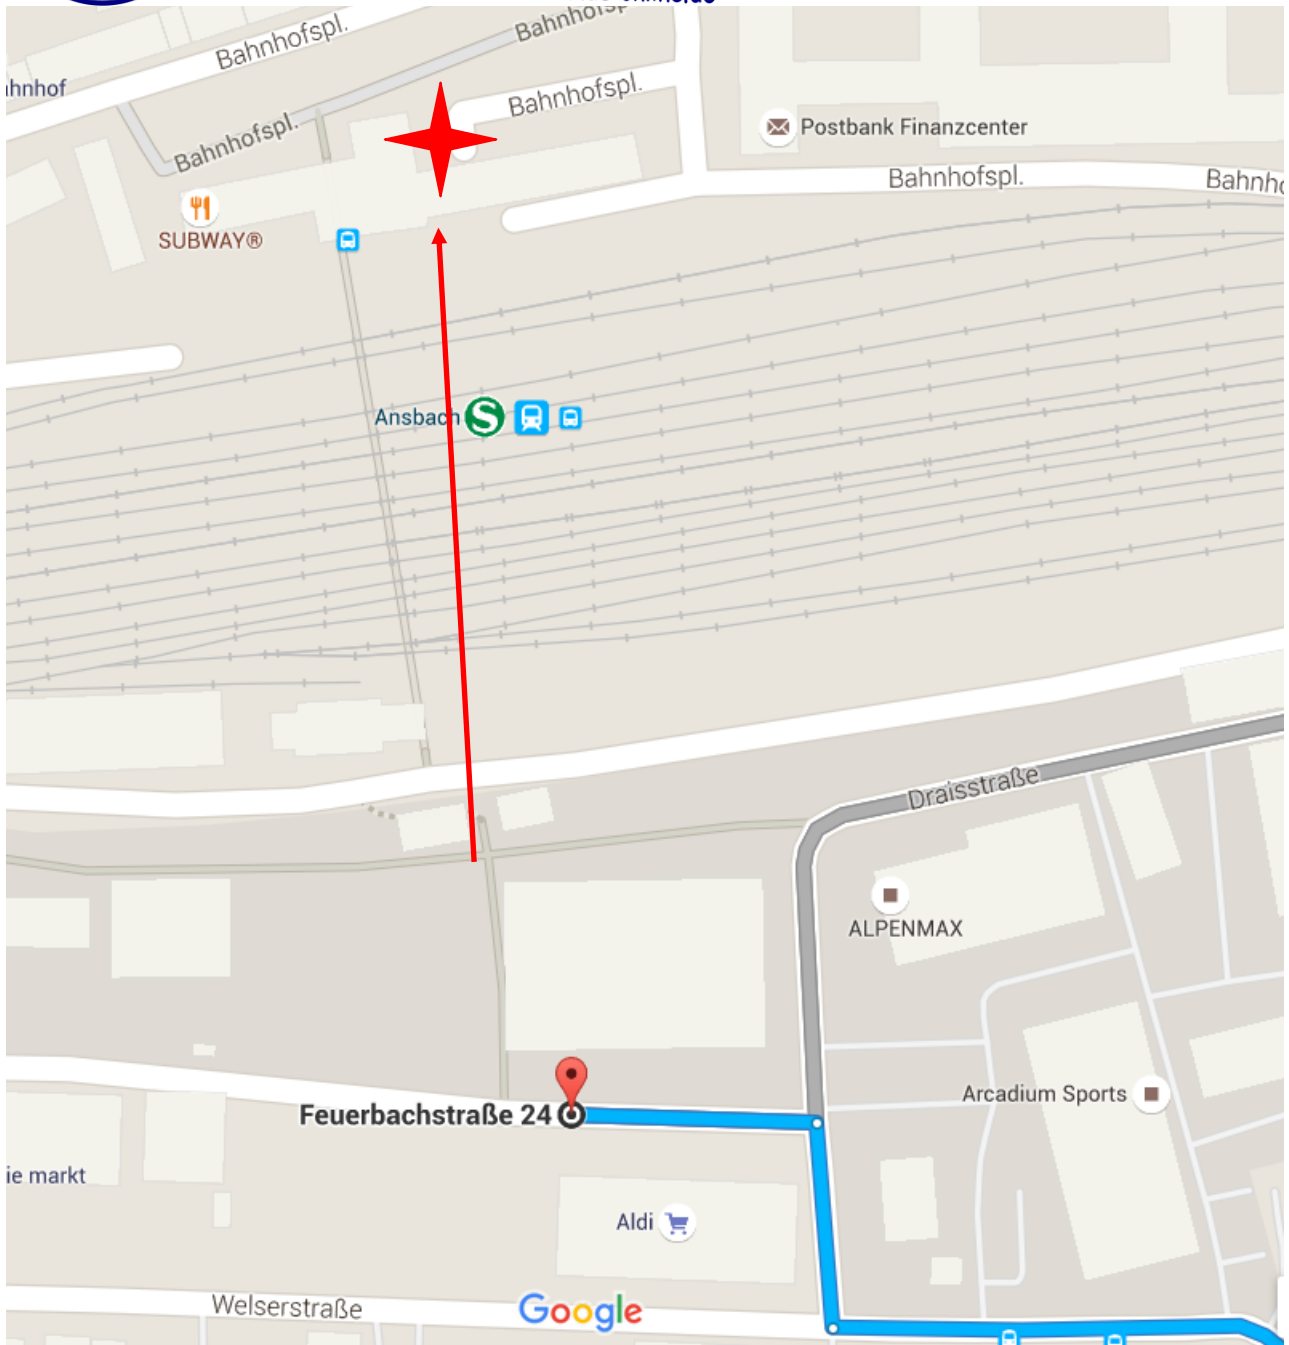 Bahnhofspl.
Bahnhofspl.
Bahnhofspl.
Bahnhofspl.
Postbank Finanzcenter
Bahnhofspl.
SUBWAY®
Ansbach S
Draisstraße
ALPENMAX
Arcadium Sports
Feuerbachstraße 24
ie markt
Aldi
Welserstraße
Google